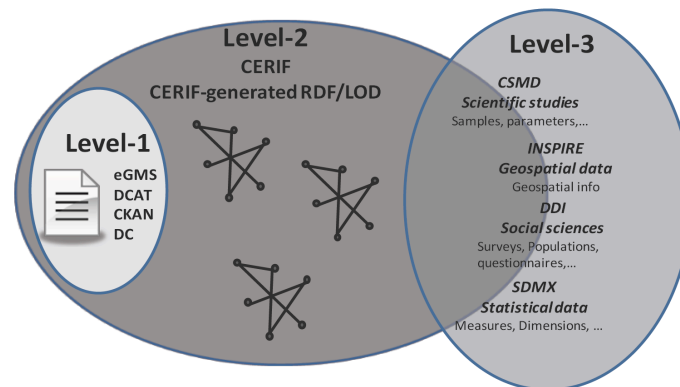 Level-2
CERIF
CERIF-generated RDF/LOD
Level-1
eGMS
DCAT
CKAN
DC
Level-3
CSMD
Scientific studies
Samples, parameters,...
INSPIRE
Geospatial data
Geospatial info
DDI
Social sciences
Surveys, Populations,
questionnaires,...
SDMX
Statistical data
Measures, Dimensions, ...